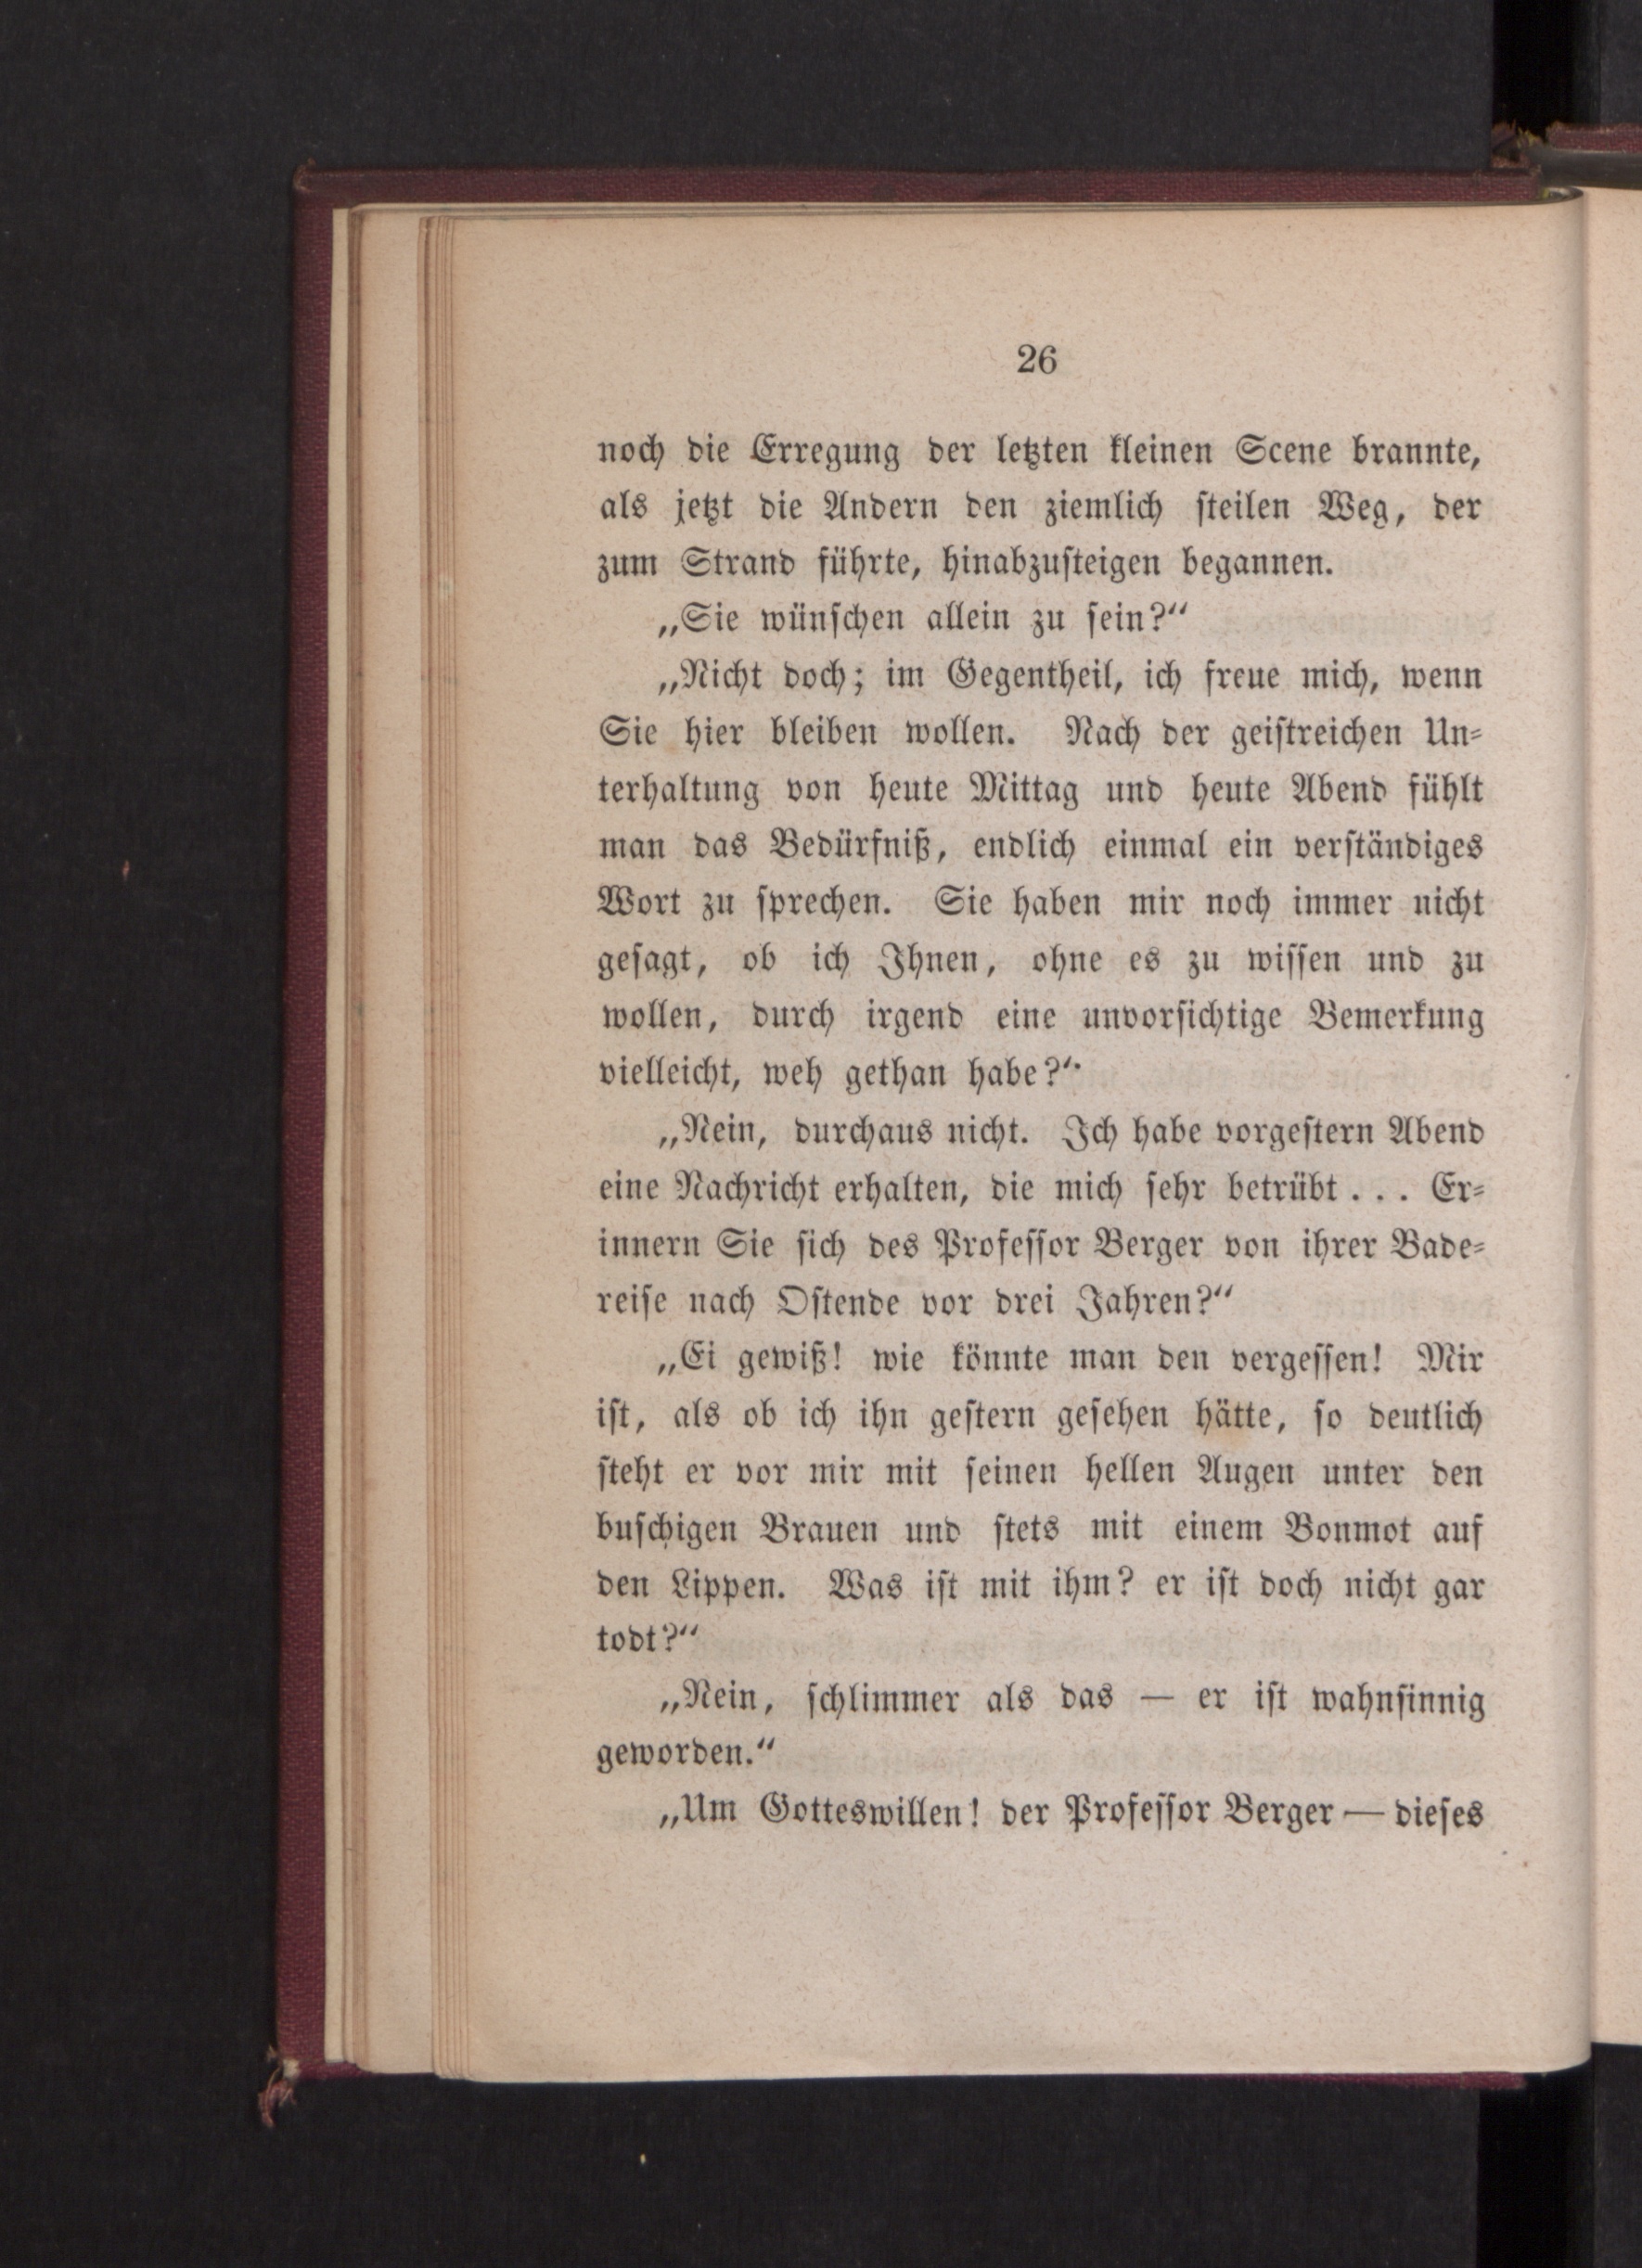 26
noch die Erregung der letzten kleinen Scene brannte,
als jetzt die Andern den ziemlich steilen Weg, der
zum Strand führte, hinabzusteigen begannen.
„Sie wünschen allein zu sein?“
„Nicht doch; im Gegentheil, ich freue mich, wenn
Sie hier bleiben wollen. Nach der geistreichen Un-
terhaltung von heute Mittag und heute Abend fühlt
man das Bedürfniß, endlich einmal ein verständiges
Wort zu sprechen. Sie haben mir noch immer nicht
gesagt, ob ich Ihnen, ohne es zu wissen und zu
wollen, durch irgend eine unvorsichtige Bemerkung
vielleicht, weh gethan habe?“
„Nein, durchaus nicht. Ich habe vorgestern Abend
eine Nachricht erhalten, die mich sehr betrübt... Er-
innern Sie sich des Professor Berger von ihrer Bade-
reise nach Ostende vor drei Jahren?“
„Ei gewiß! wie könnte man den vergessen! Mir
ist, als ob ich ihn gestern gesehen hätte, so deutlich
steht er vor mir mit seinen hellen Augen unter den
buschigen Brauen und stets mit einem Bonmot auf
den Lippen. Was ist mit ihm? er ist doch nicht gar
todt?“
„Nein, schlimmer als das — er ist wahnsinnig
geworden.“
„Um Gotteswillen! der Professor Berger — dieses